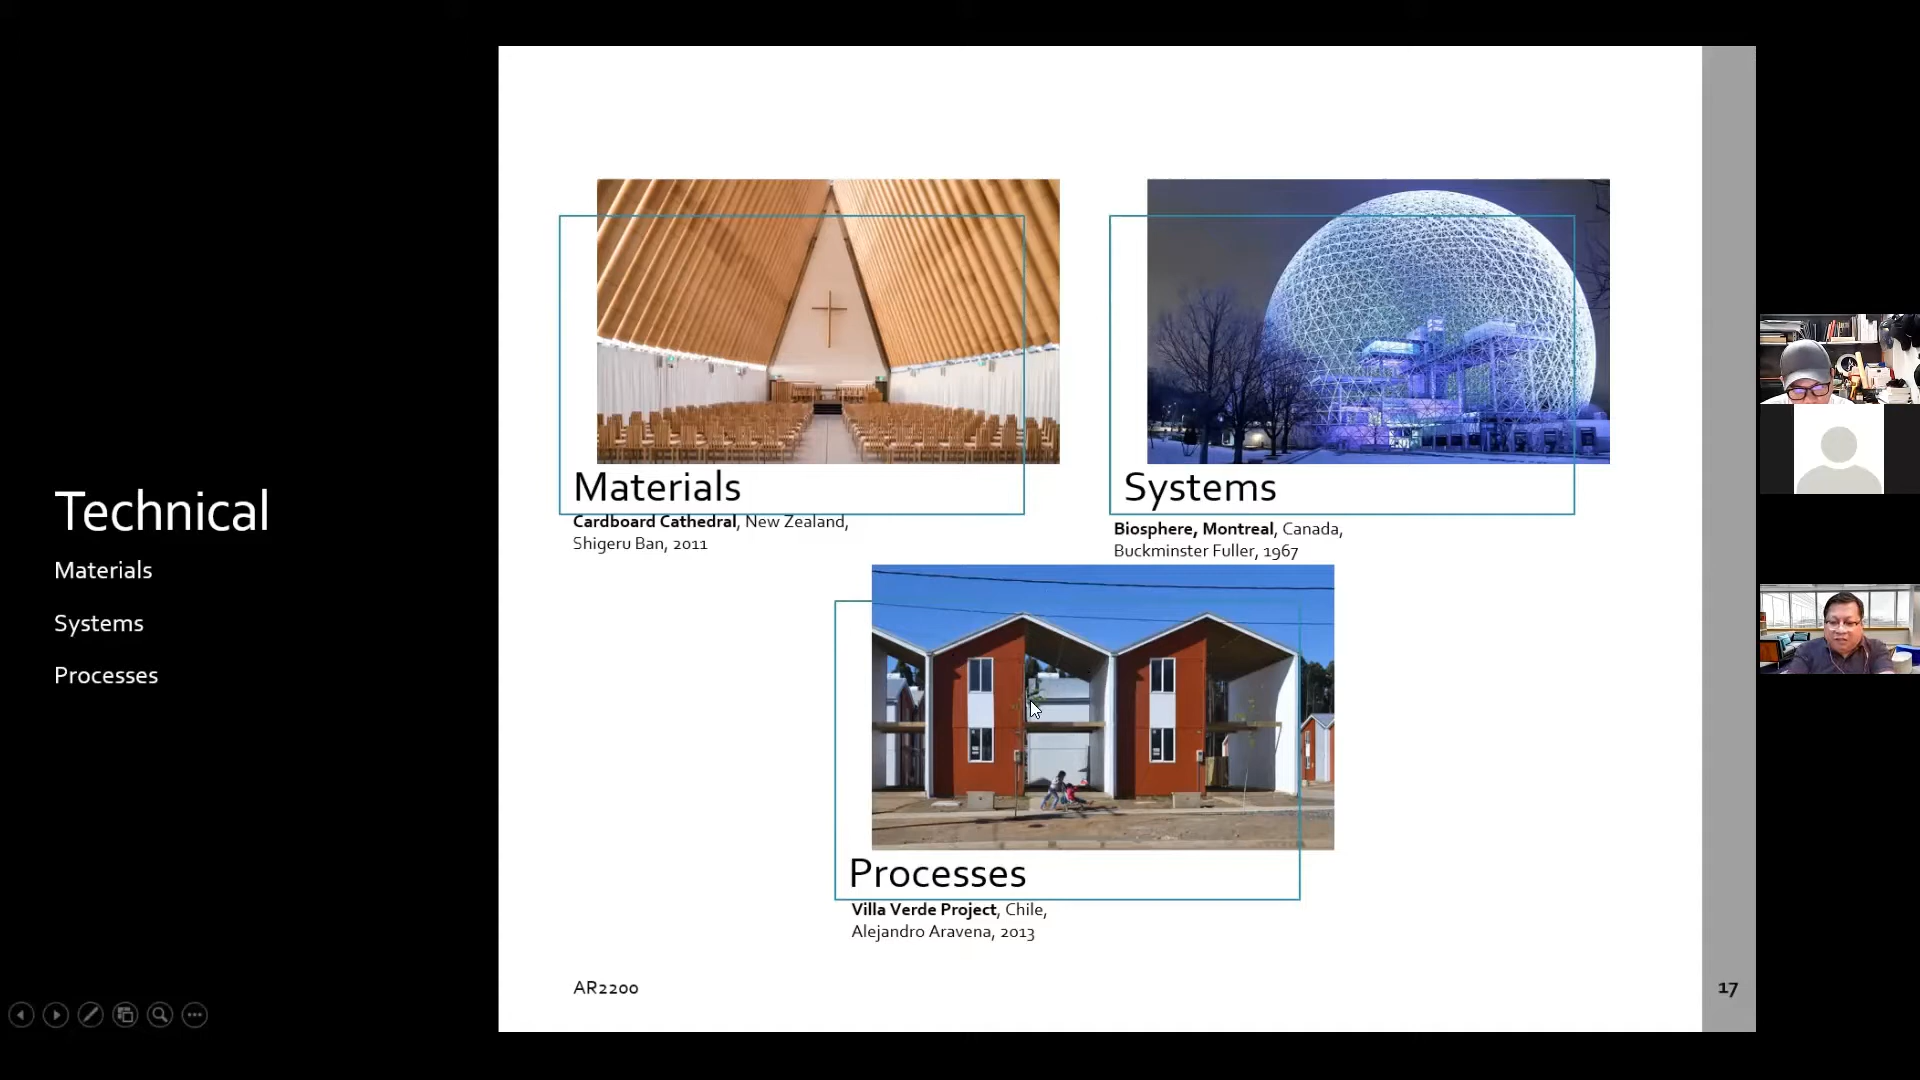 Technical
Materials
Systems
Processes
Materials
Cardboard Cathedral, New Zealand,
Shigeru Ban, 2011
Systems
Biosphere, Montreal, Canada,
Buckminster Fuller, 1967
Processes
Villa Verde Project, Chile,
Alejandro Aravena, 2013
AR2200
17